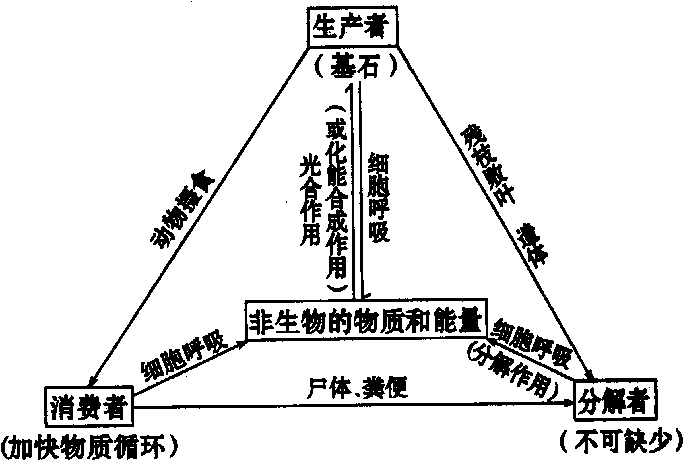 生产者
(基石)
动物摄食
光合作用
(或化能合成作用)
细胞呼吸
残枝败叶
遗体
非生物的物质和能量
细胞呼吸
细胞呼吸
(分解作用)
尸体、粪便
消费者
(加快物质循环)
分解者
(不可缺少)